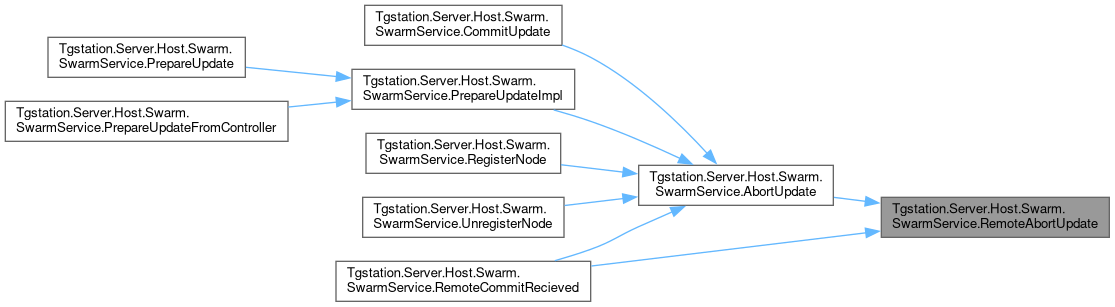 Tgstation.Server.Host.Swarm.
SwarmService.CommitUpdate
Tgstation.Server.Host.Swarm.
SwarmService.PrepareUpdate
Tgstation.Server.Host.Swarm.
SwarmService.PrepareUpdateImpl
Tgstation.Server.Host.Swarm.
SwarmService.PrepareUpdateFromController
Tgstation.Server.Host.Swarm.
SwarmService.RegisterNode
Tgstation.Server.Host.Swarm.
SwarmService.AbortUpdate
Tgstation.Server.Host.Swarm.
SwarmService.RemoteAbortUpdate
Tgstation.Server.Host.Swarm.
SwarmService.UnregisterNode
Tgstation.Server.Host.Swarm.
SwarmService.RemoteCommitRecieved